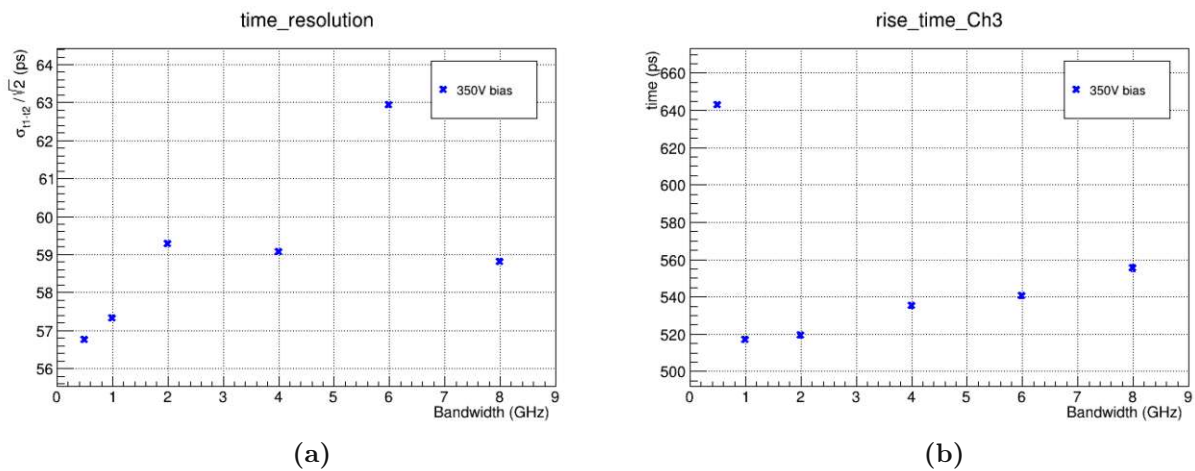 time_resolution
σt1-t2 /√2 (ps)
64
63
62
61
60
59
58
57
56
350V bias
0 1 2 3 4 5 6 7 8 9
Bandwidth (GHz)
(a)
rise_time_Ch3
time (ps)
660
640
620
600
580
560
540
520
500
350V bias
0 1 2 3 4 5 6 7 8 9
Bandwidth (GHz)
(b)